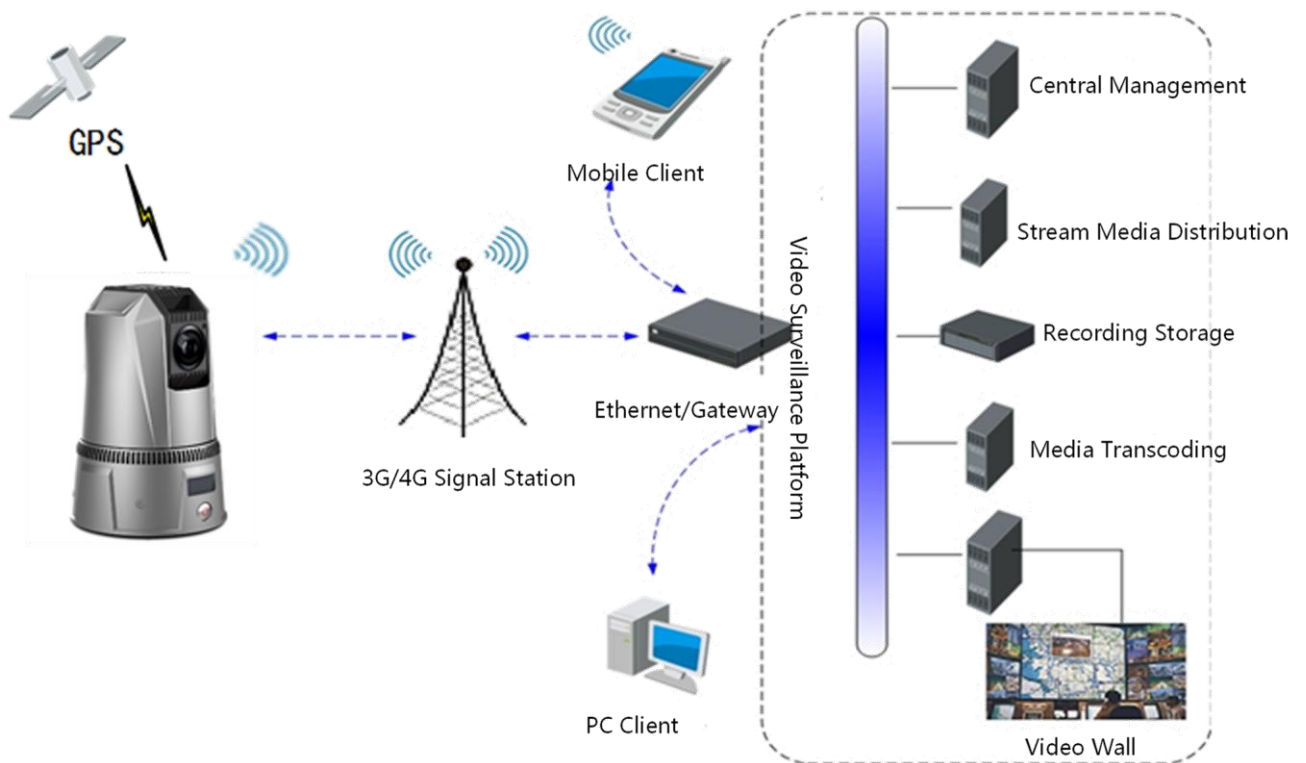 GPS
Mobile Client
3G/4G Signal Station
Ethernet/Gateway
PC Client
Video Surveillance Platform
Central Management
Stream Media Distribution
Recording Storage
Media Transcoding
Video Wall